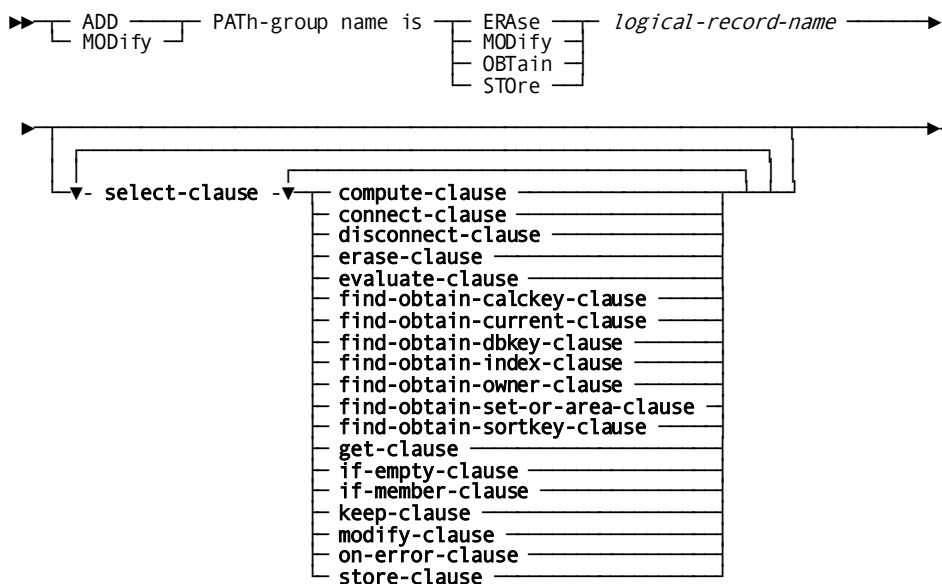 ADD PATh-group name is ERAse logical-record-name
MODify MODify
OBTain
STOre
select-clause compute-clause
connect-clause
disconnect-clause
erase-clause
evaluate-clause
find-obtain-calckey-clause
find-obtain-current-clause
find-obtain-dbkey-clause
find-obtain-index-clause
find-obtain-owner-clause
find-obtain-set-or-area-clause
find-obtain-sortkey-clause
get-clause
if-empty-clause
if-member-clause
keep-clause
modify-clause
on-error-clause
store-clause